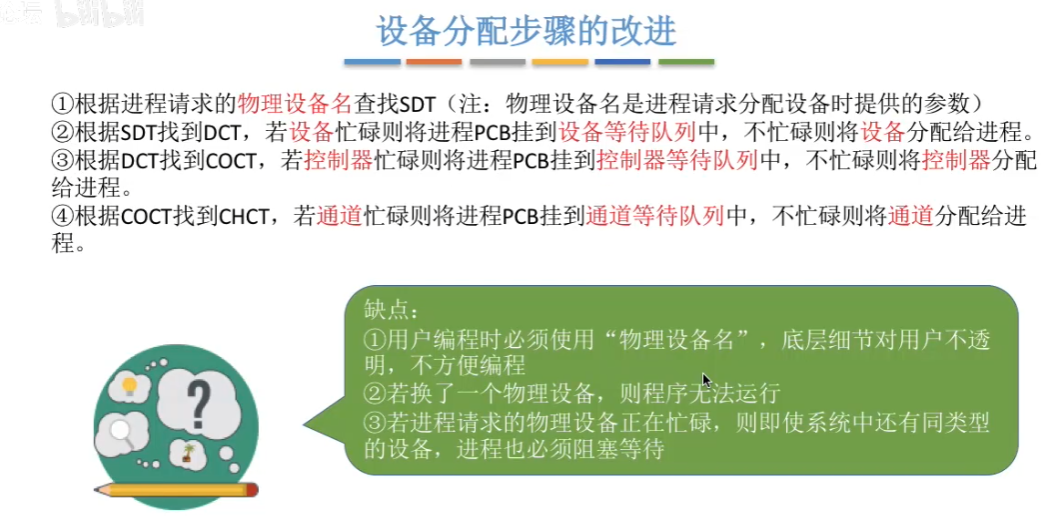 bilibili
设备分配步骤的改进
①根据进程请求的物理设备名查找SDT（注：物理设备名是进程请求分配设备时提供的参数）
②根据SDT找到DCT，若设备忙碌则将进程PCB挂到设备等待队列中，不忙碌则将设备分配给进程。
③根据DCT找到COCT，若控制器忙碌则将进程PCB挂到控制器等待队列中，不忙碌则将控制器分配
给进程。
④根据COCT找到CHCT，若通道忙碌则将进程PCB挂到通道等待队列中，不忙碌则将通道分配给进
程。
缺点：
①用户编程时必须使用“物理设备名”，底层细节对用户不透
明，不方便编程
②若换了一个物理设备，则程序无法运行
③若进程请求的物理设备正在忙碌，则即使系统中还有同类型
的设备，进程也必须阻塞等待
?